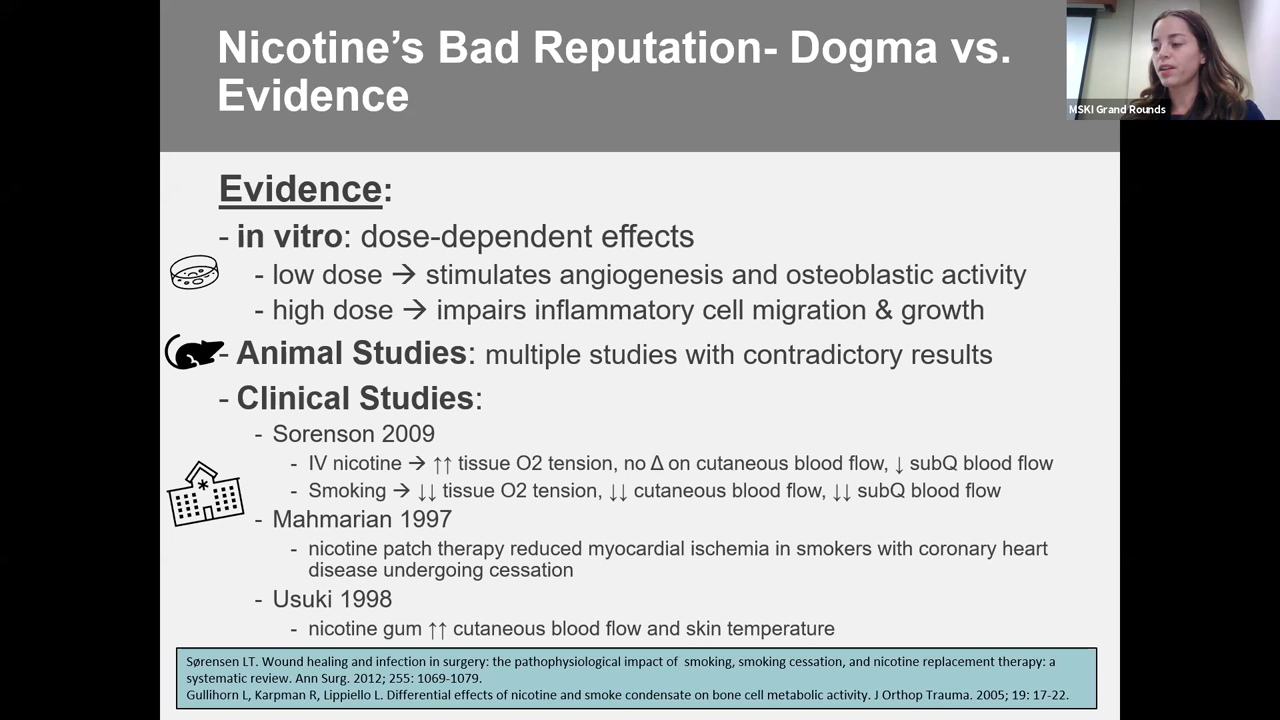 Nicotine’s Bad Reputation- Dogma vs.
Evidence
MSKI Grand Rounds
Evidence:
- in vitro: dose-dependent effects
- low dose → stimulates angiogenesis and osteoblastic activity
- high dose → impairs inflammatory cell migration & growth
- Animal Studies: multiple studies with contradictory results
- Clinical Studies:
- Sorenson 2009
- IV nicotine → ↑↑ tissue O2 tension, no Δ on cutaneous blood flow, ↓ subQ blood flow
- Smoking → ↓↓ tissue O2 tension, ↓↓ cutaneous blood flow, ↓↓ subQ blood flow
- Mahmarian 1997
- nicotine patch therapy reduced myocardial ischemia in smokers with coronary heart
disease undergoing cessation
- Usuki 1998
- nicotine gum ↑↑ cutaneous blood flow and skin temperature
Sørensen LT. Wound healing and infection in surgery: the pathophysiological impact of smoking, smoking cessation, and nicotine replacement therapy: a
systematic review. Ann Surg. 2012; 255: 1069-1079.
Gullihorn L, Karpman R, Lippiello L. Differential effects of nicotine and smoke condensate on bone cell metabolic activity. J Orthop Trauma. 2005; 19: 17-22.